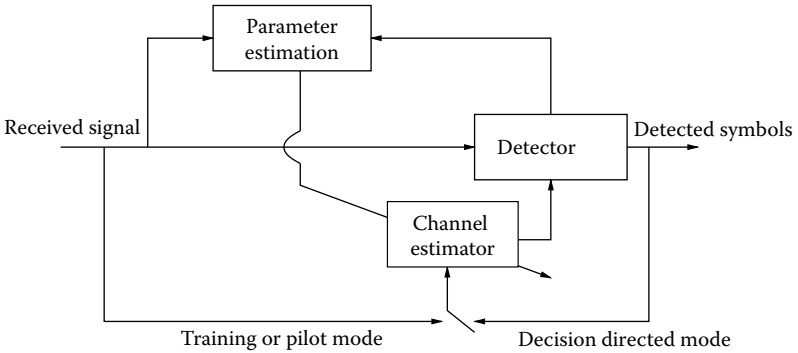 Parameter
estimation
Received signal
Detector
Detected symbols
Channel
estimator
Training or pilot mode
Decision directed mode